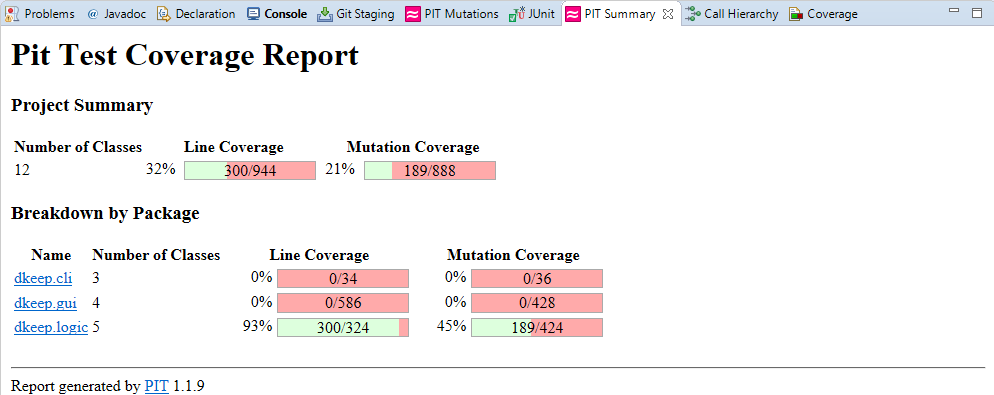 Problems @ Javadoc Declaration Console Git Staging PIT Mutations JUnit PIT Summary Call Hierarchy Coverage
Pit Test Coverage Report
Project Summary
Number of Classes Line Coverage Mutation Coverage
12 32% 300/944 21% 189/888
Breakdown by Package
Name Number of Classes Line Coverage Mutation Coverage
dkeep.cli 3 0% 0/34 0% 0/36
dkeep.gui 4 0% 0/586 0% 0/428
dkeep.logic 5 93% 300/324 45% 189/424
Report generated by PIT 1.1.9